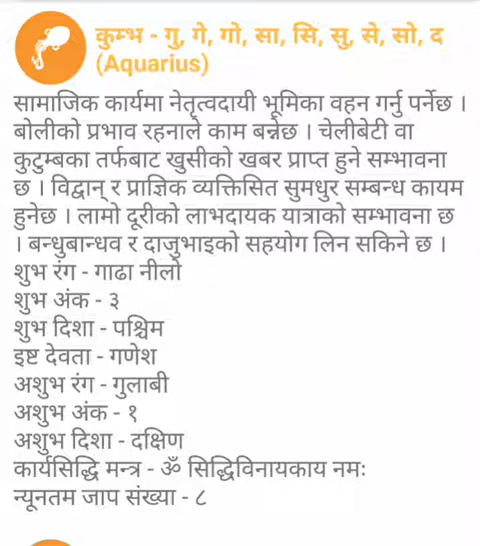 कुम्भ - गु, गे, गो, सा, सि, सु, से, सो, द
(Aquarius)
सामाजिक कार्यमा नेतृत्वदायी भूमिका वहन गर्नु पर्नेछ ।
बोलीको प्रभाव रहनाले काम बन्नेछ । चेलीबेटी वा
कुटुम्बका तर्फबाट खुसीको खबर प्राप्त हुने सम्भावना
छ । विद्वान् र प्राज्ञिक व्यक्तिसित सुमधुर सम्बन्ध कायम
हुनेछ । लामो दूरीको लाभदायक यात्राको सम्भावना छ
। बन्धुबान्धव र दाजुभाइको सहयोग लिन सकिने छ ।
शुभ रंग - गाढा नीलो
शुभ अंक - ३
शुभ दिशा - पश्चिम
इष्ट देवता - गणेश
अशुभ रंग - गुलाबी
अशुभ अंक - १
अशुभ दिशा - दक्षिण
कार्यसिद्धि मन्त्र - ॐ सिद्धिविनायकाय नमः
न्यूनतम जाप संख्या - ८